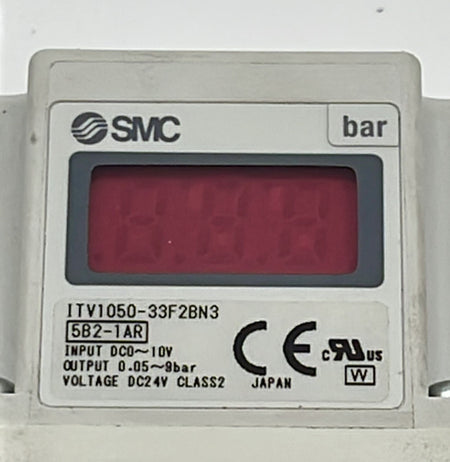 SMC
bar
ITV1050-33F2BN3
5B2-1AR
INPUT DC0~10V
OUTPUT 0.05~9bar
VOLTAGE DC24V CLASS2
CE
JAPAN
c RU us
W